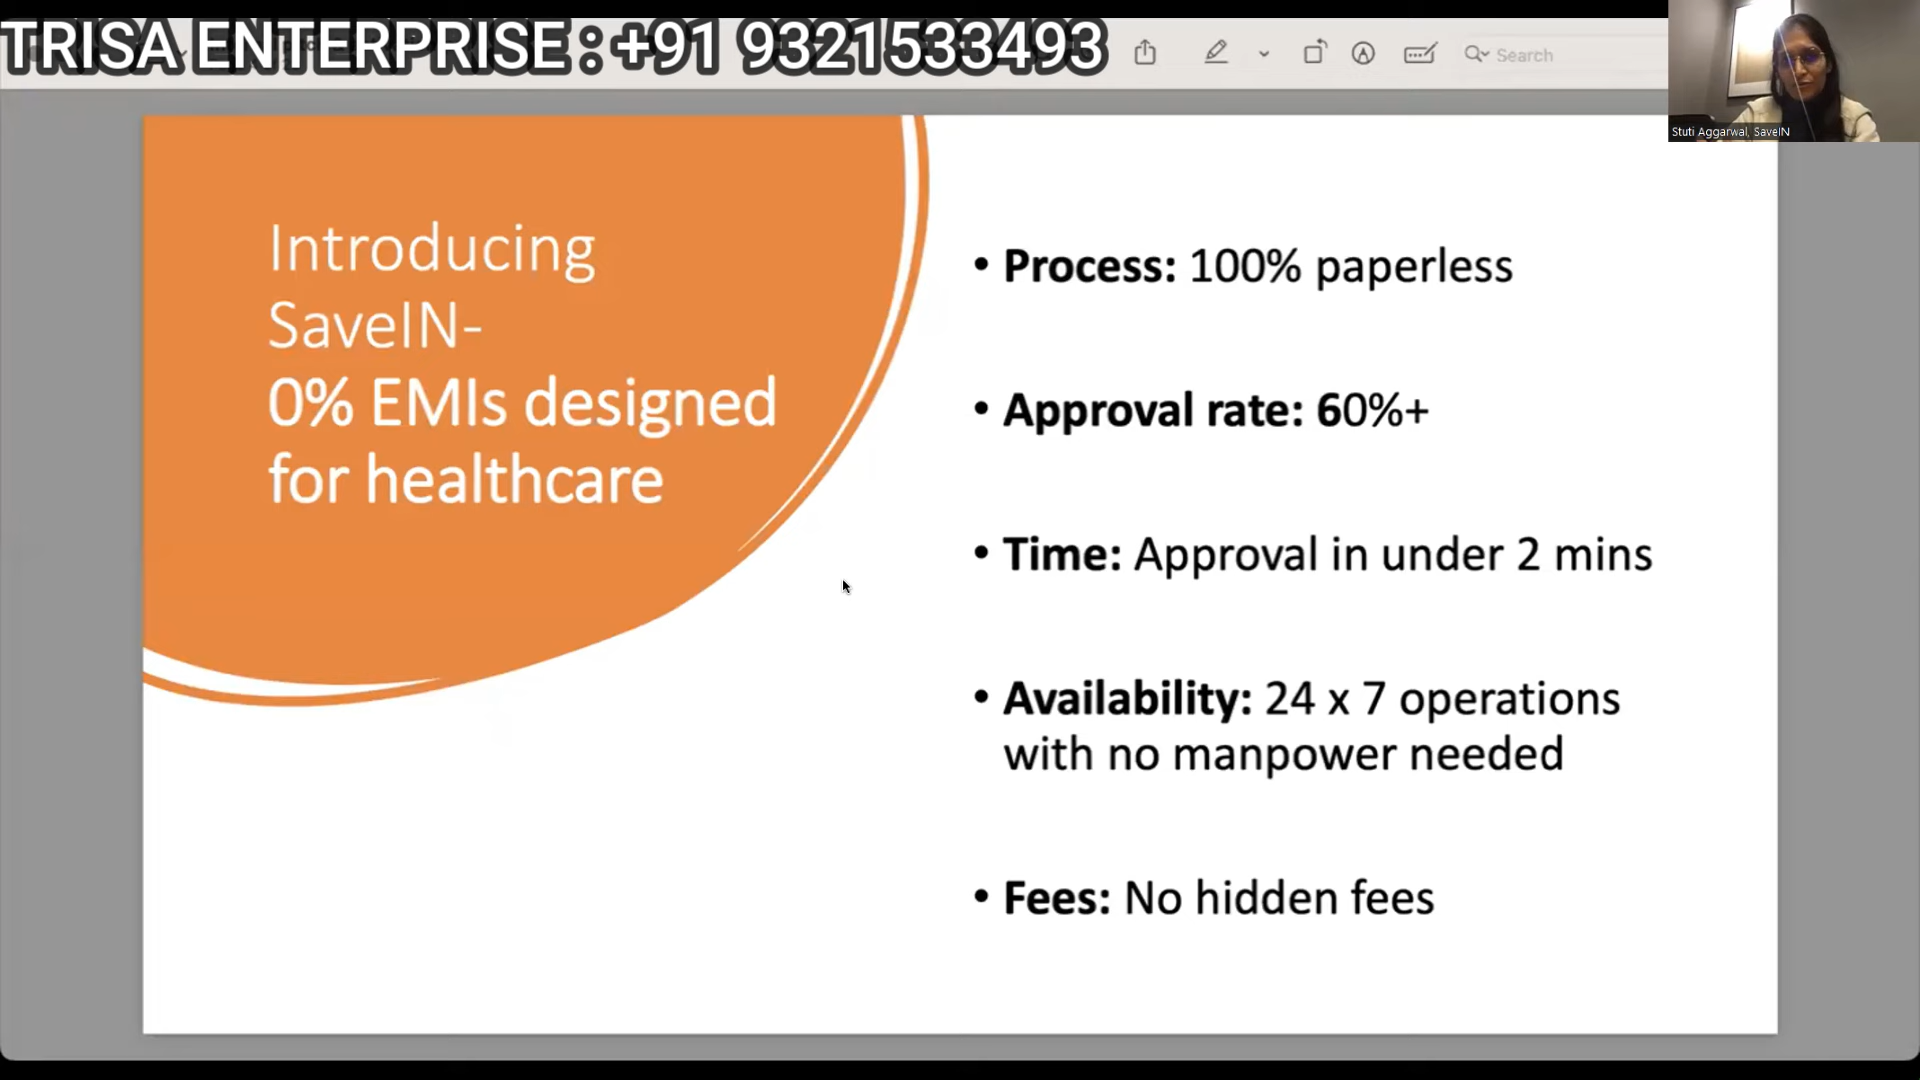 TRISA ENTERPRISE : +91 9321533493
Search
Stuti Aggarwal, SaveIN
Introducing
SaveIN-
0% EMIs designed
for healthcare
• Process: 100% paperless
• Approval rate: 60%+
• Time: Approval in under 2 mins
• Availability: 24 x 7 operations
with no manpower needed
• Fees: No hidden fees